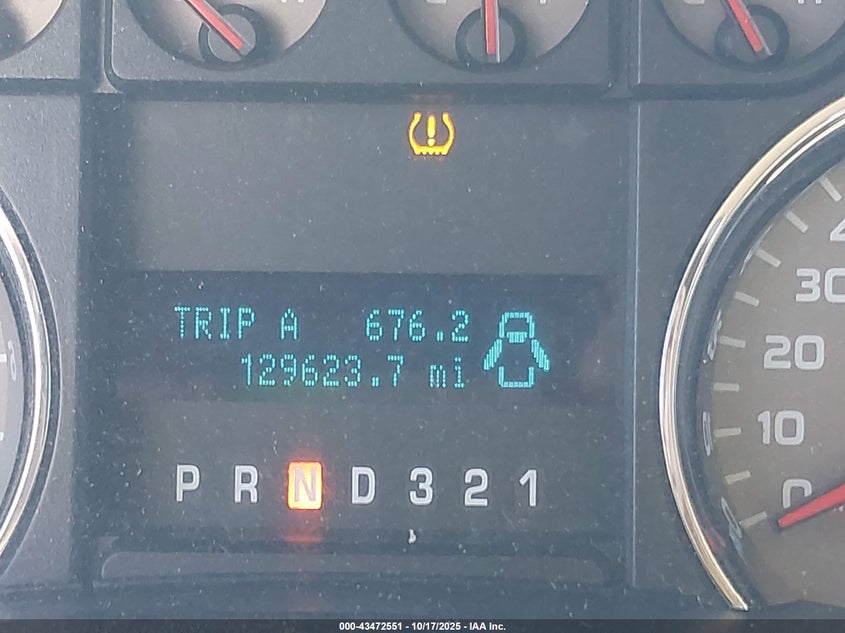 TRIP A 676.2
129623.7 mi
P R N D 3 2 1
30
20
10
0
000-43472551 - 10/17/2025 - IAA Inc.